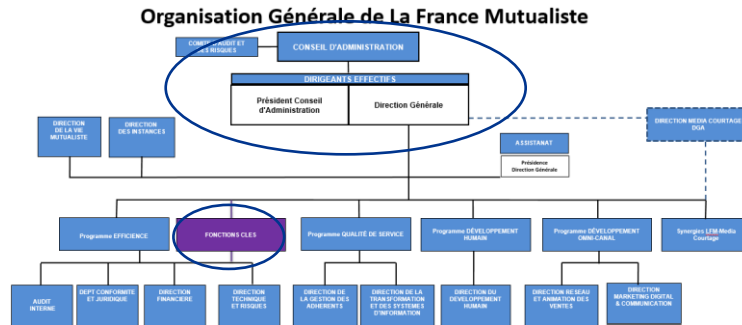 Organisation Générale de La France Mutualiste
COMITE D'AUDIT ET
DES RISQUES
CONSEIL D'ADMINISTRATION
DIRIGEANTS EFFECTIFS
Président Conseil
d'Administration
Direction Générale
DIRECTION
DE LA VIE
MUTUALISTE
DIRECTION
DES INSTANCES
DIRECTION MEDIA COURTAGE
DGA
ASSISTANAT
Présidence
Direction Générale
Programme EFFICIENCE
FONCTIONS CLES
Programme QUALITÉ DE SERVICE
Programme DÉVELOPPEMENT
HUMAIN
Programme DÉVELOPPEMENT
OMNI-CANAL
Synergies LFM-Media
Courtage
AUDIT
INTERNE
DEPT CONFORMITE
ET JURIDIQUE
DIRECTION
FINANCIERE
DIRECTION
TECHNIQUE
ET RISQUES
DIRECTION DE
LA GESTION DES
ADHERENTS
DIRECTION DE LA
TRANSFORMATION
ET DES SYSTEMES
D'INFORMATION
DIRECTION DU
DEVELOPPEMENT
HUMAIN
DIRECTION RESEAU
ET ANIMATION DES
VENTES
DIRECTION
MARKETING DIGITAL
& COMMUNICATION